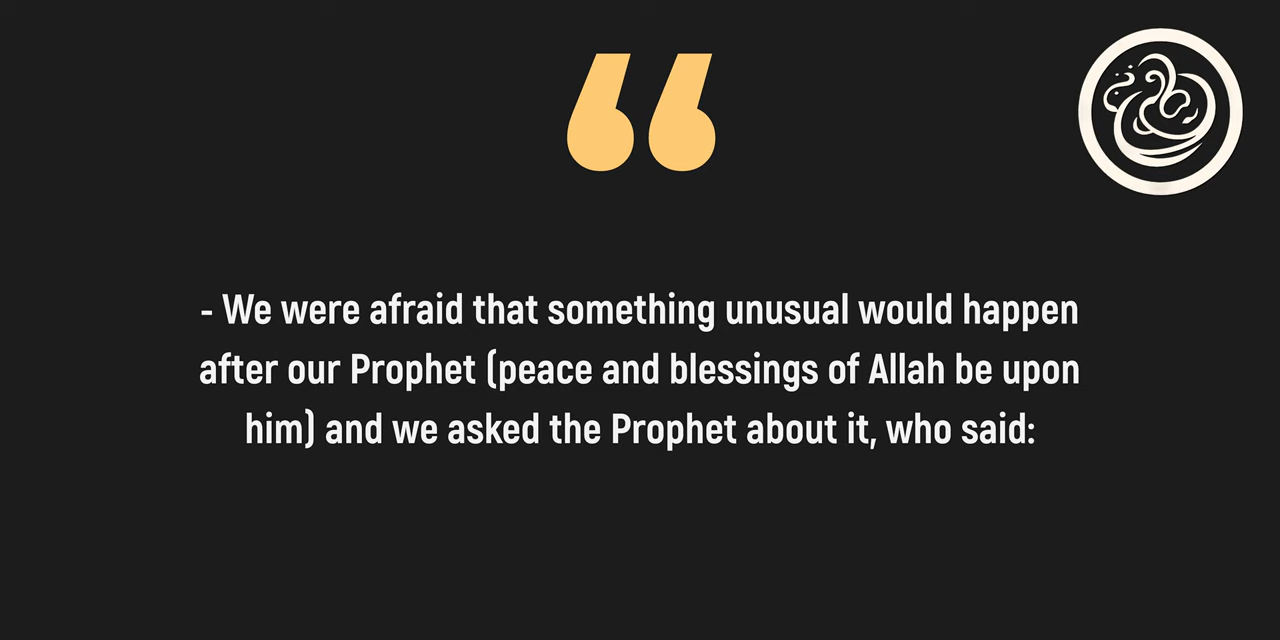 - We were afraid that something unusual would happen
after our Prophet (peace and blessings of Allah be upon
him) and we asked the Prophet about it, who said: